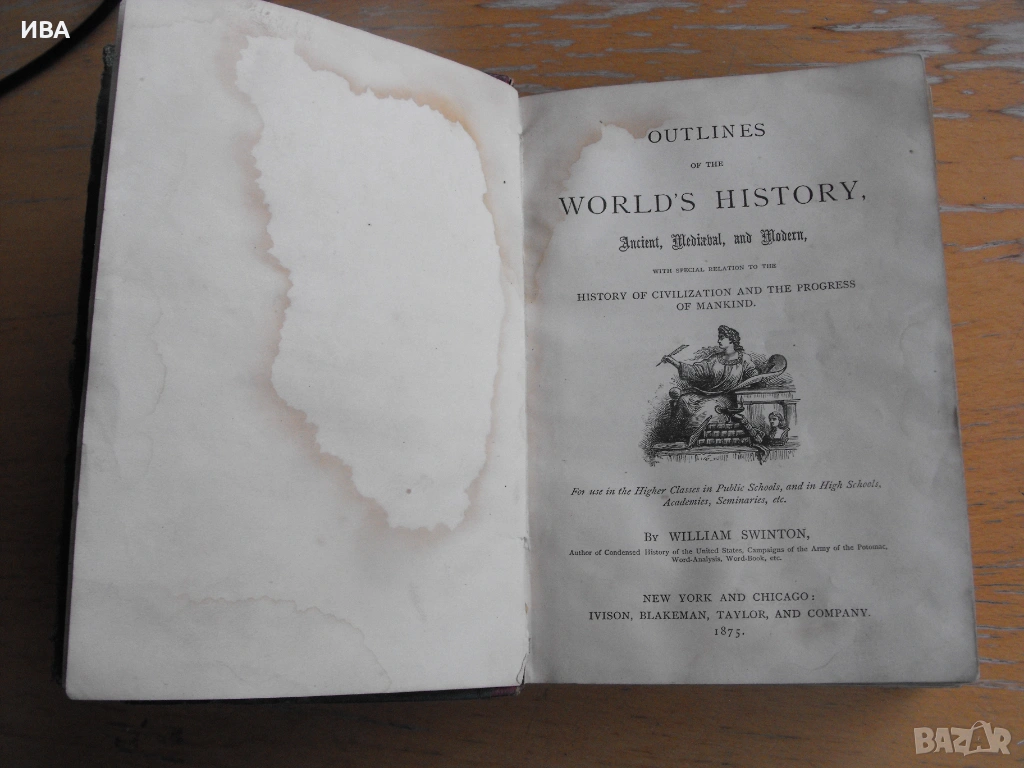 ИВА
OUTLINES
OF THE
WORLD'S HISTORY,
Ancient, Mediæval, and Modern,
WITH SPECIAL RELATION TO THE
HISTORY OF CIVILIZATION AND THE PROGRESS
OF MANKIND.
For use in the Higher Classes in Public Schools, and in High Schools,
Academies, Seminaries, etc.
BY WILLIAM SWINTON,
Author of Condensed History of the United States, Campaigns of the Army of the Potomac,
Word-Analysis, Word-Book, etc.
NEW YORK AND CHICAGO:
IVISON, BLAKEMAN, TAYLOR, AND COMPANY.
1875.
BAZAR